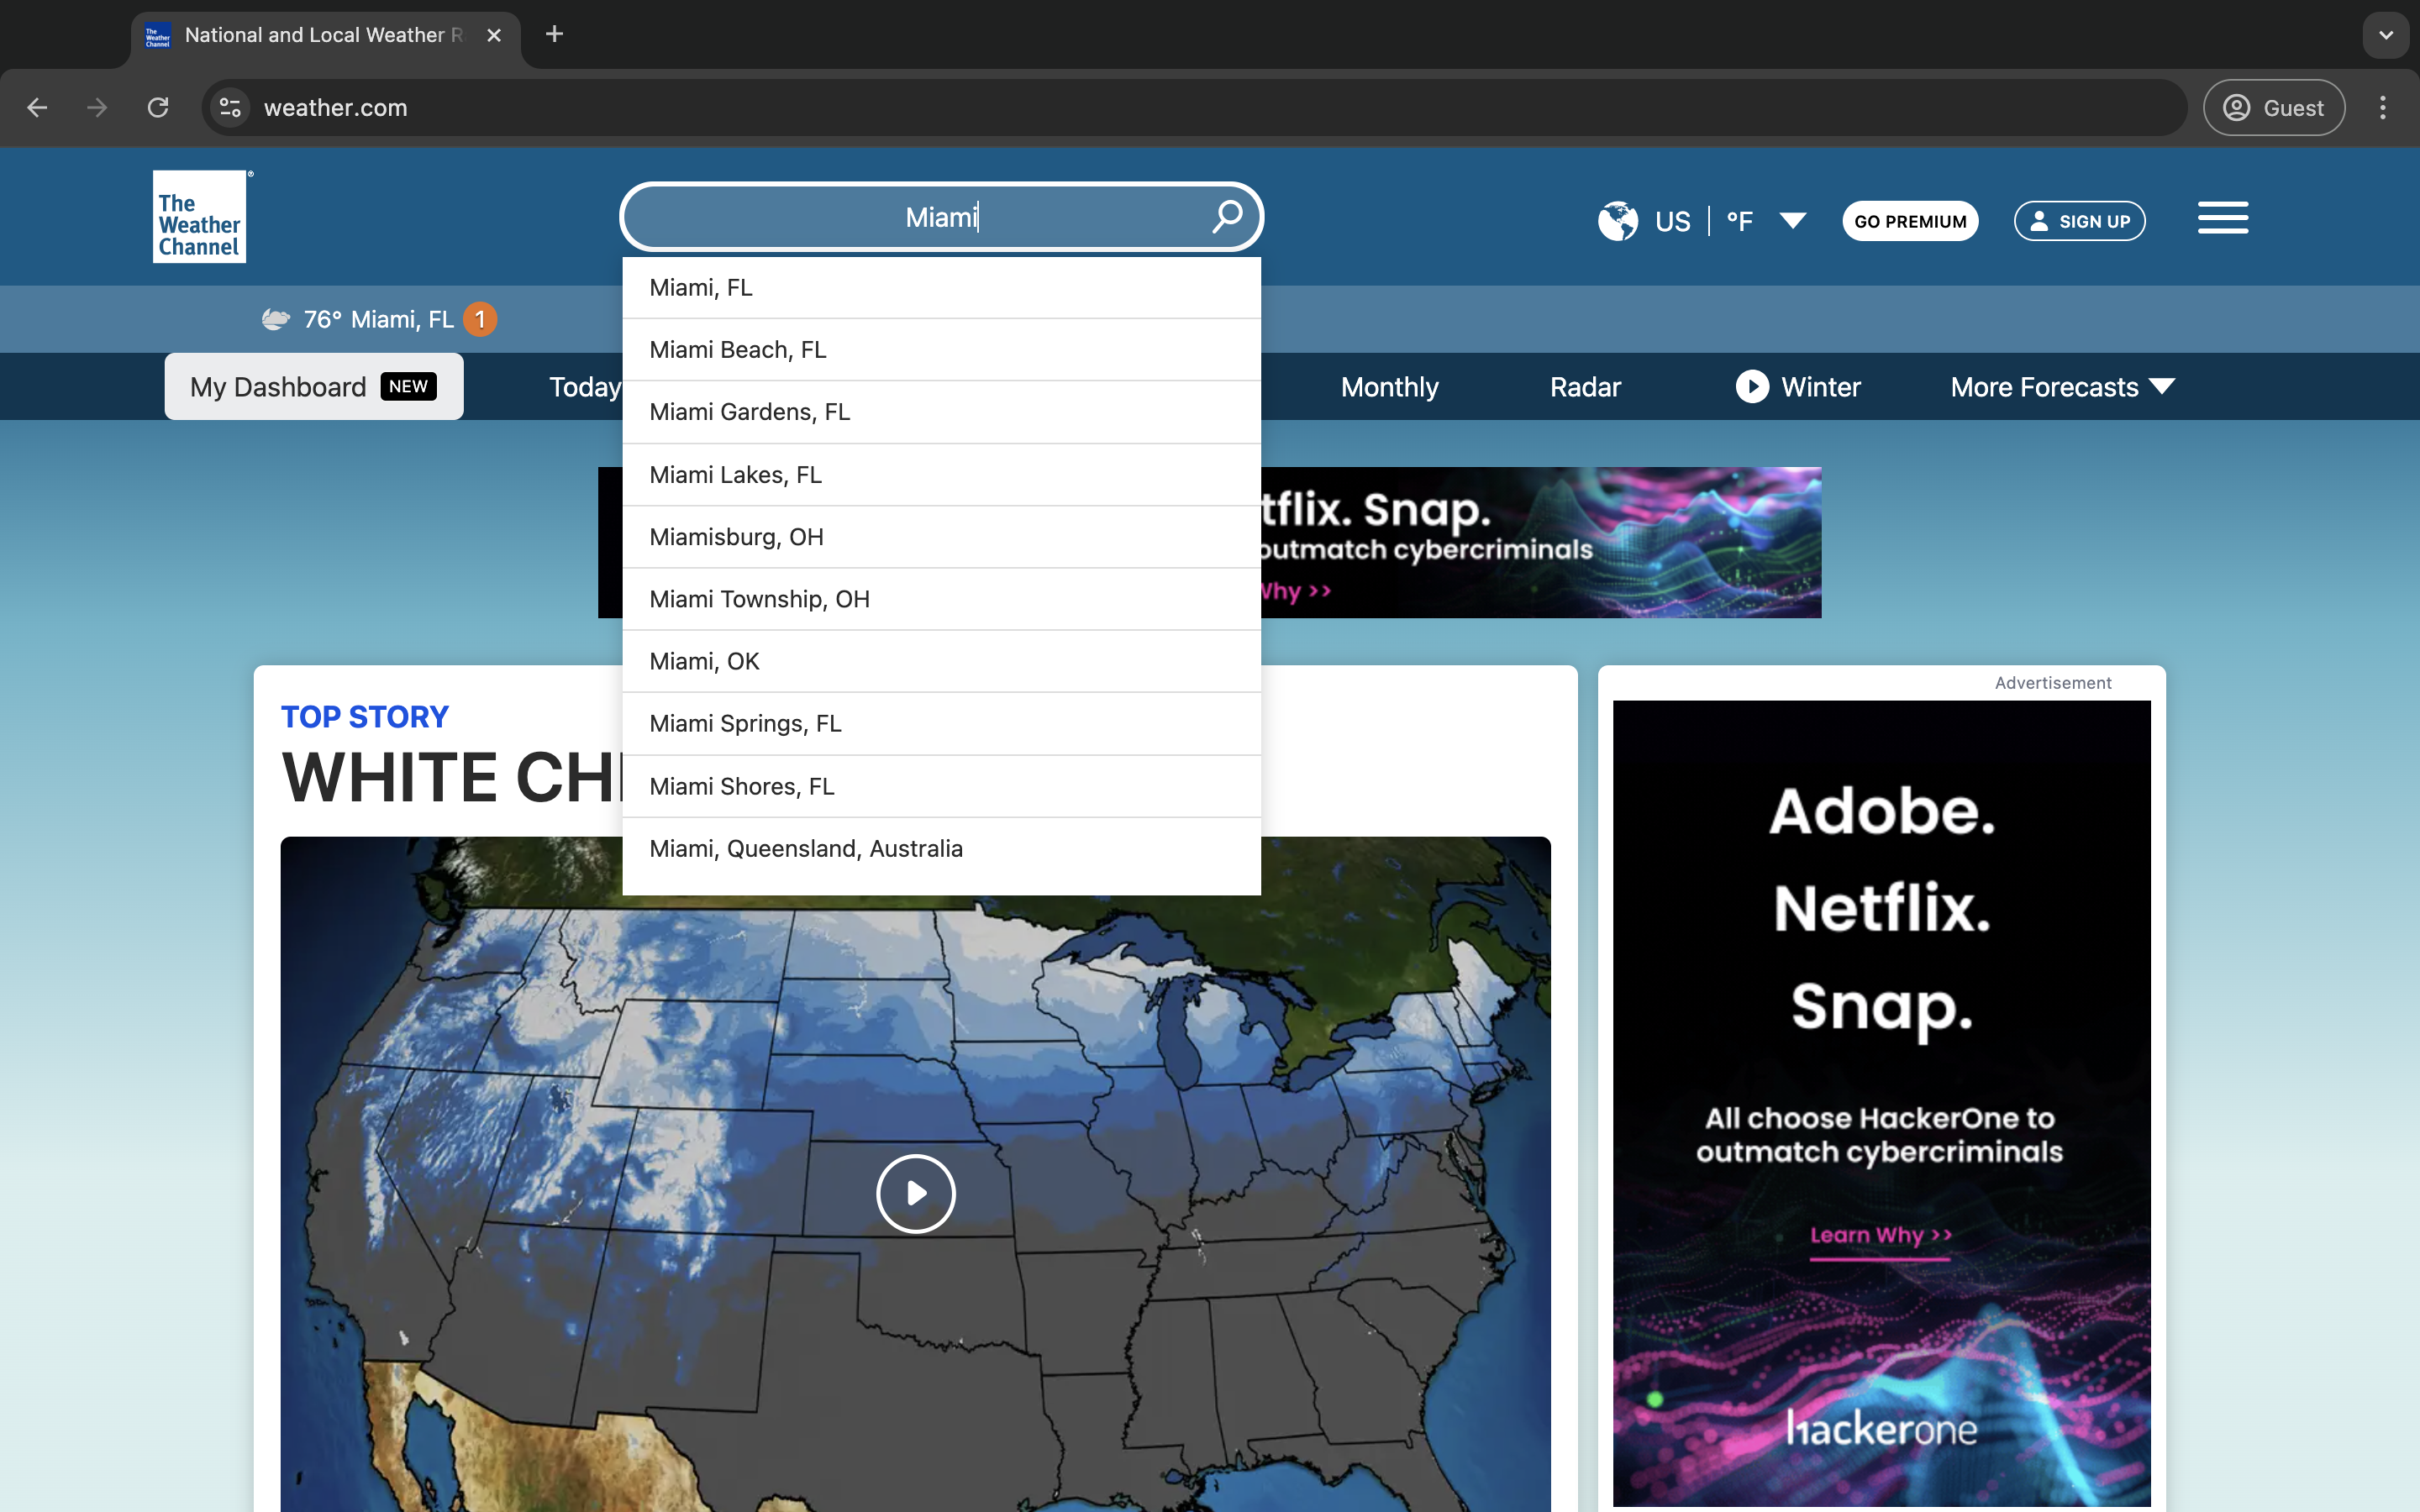 The Weather Channel
National and Local Weather R
weather.com
Guest
The
Weather
Channel
Miami
US
°F
GO PREMIUM
SIGN UP
76° Miami, FL 1
My Dashboard NEW
Today
Monthly
Radar
Winter
More Forecasts
Miami, FL
Miami Beach, FL
Miami Gardens, FL
Miami Lakes, FL
Miamisburg, OH
Miami Township, OH
Miami, OK
Miami Springs, FL
Miami Shores, FL
Miami, Queensland, Australia
tflix. Snap.
outmatch cybercriminals
Why >>
TOP STORY
WHITE CH
Advertisement
Adobe.
Netflix.
Snap.
All choose HackerOne to
outmatch cybercriminals
Learn Why >>
hackerone